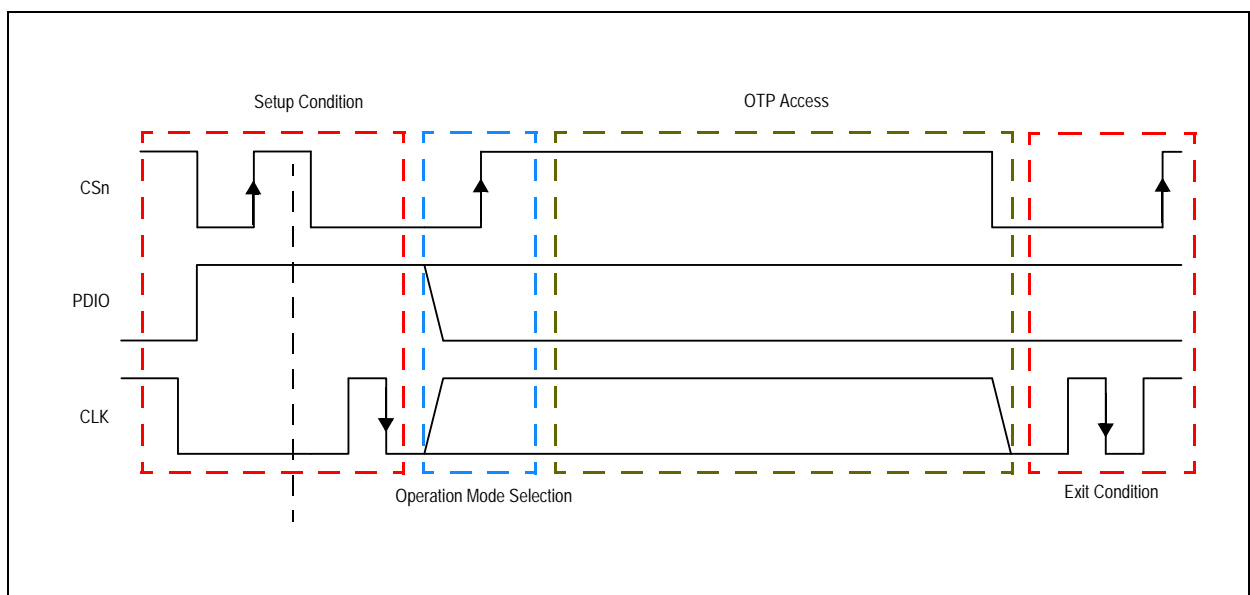 Setup Condition
OTP Access
CSn
PDIO
CLK
Operation Mode Selection
Exit Condition